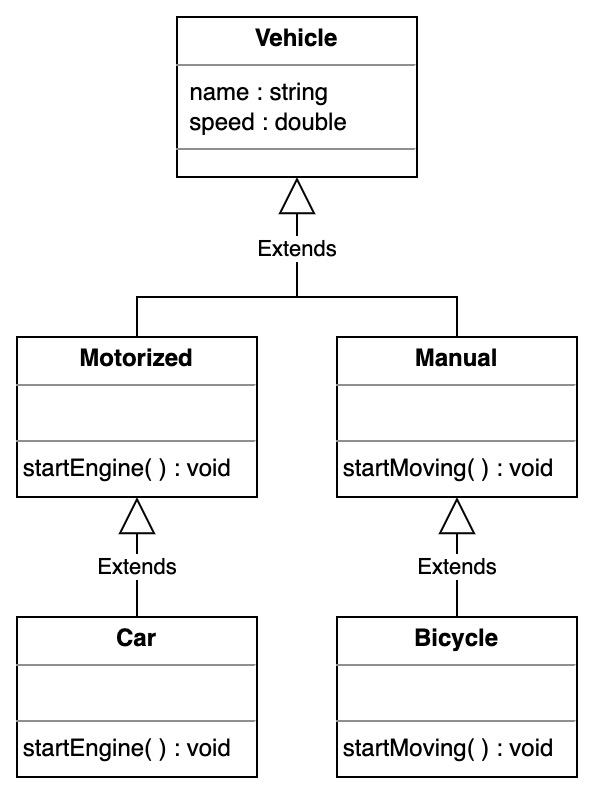 Vehicle
name : string
speed : double
Extends
Motorized
Manual
startEngine( ) : void
startMoving( ) : void
Extends
Extends
Car
Bicycle
startEngine( ) : void
startMoving( ) : void